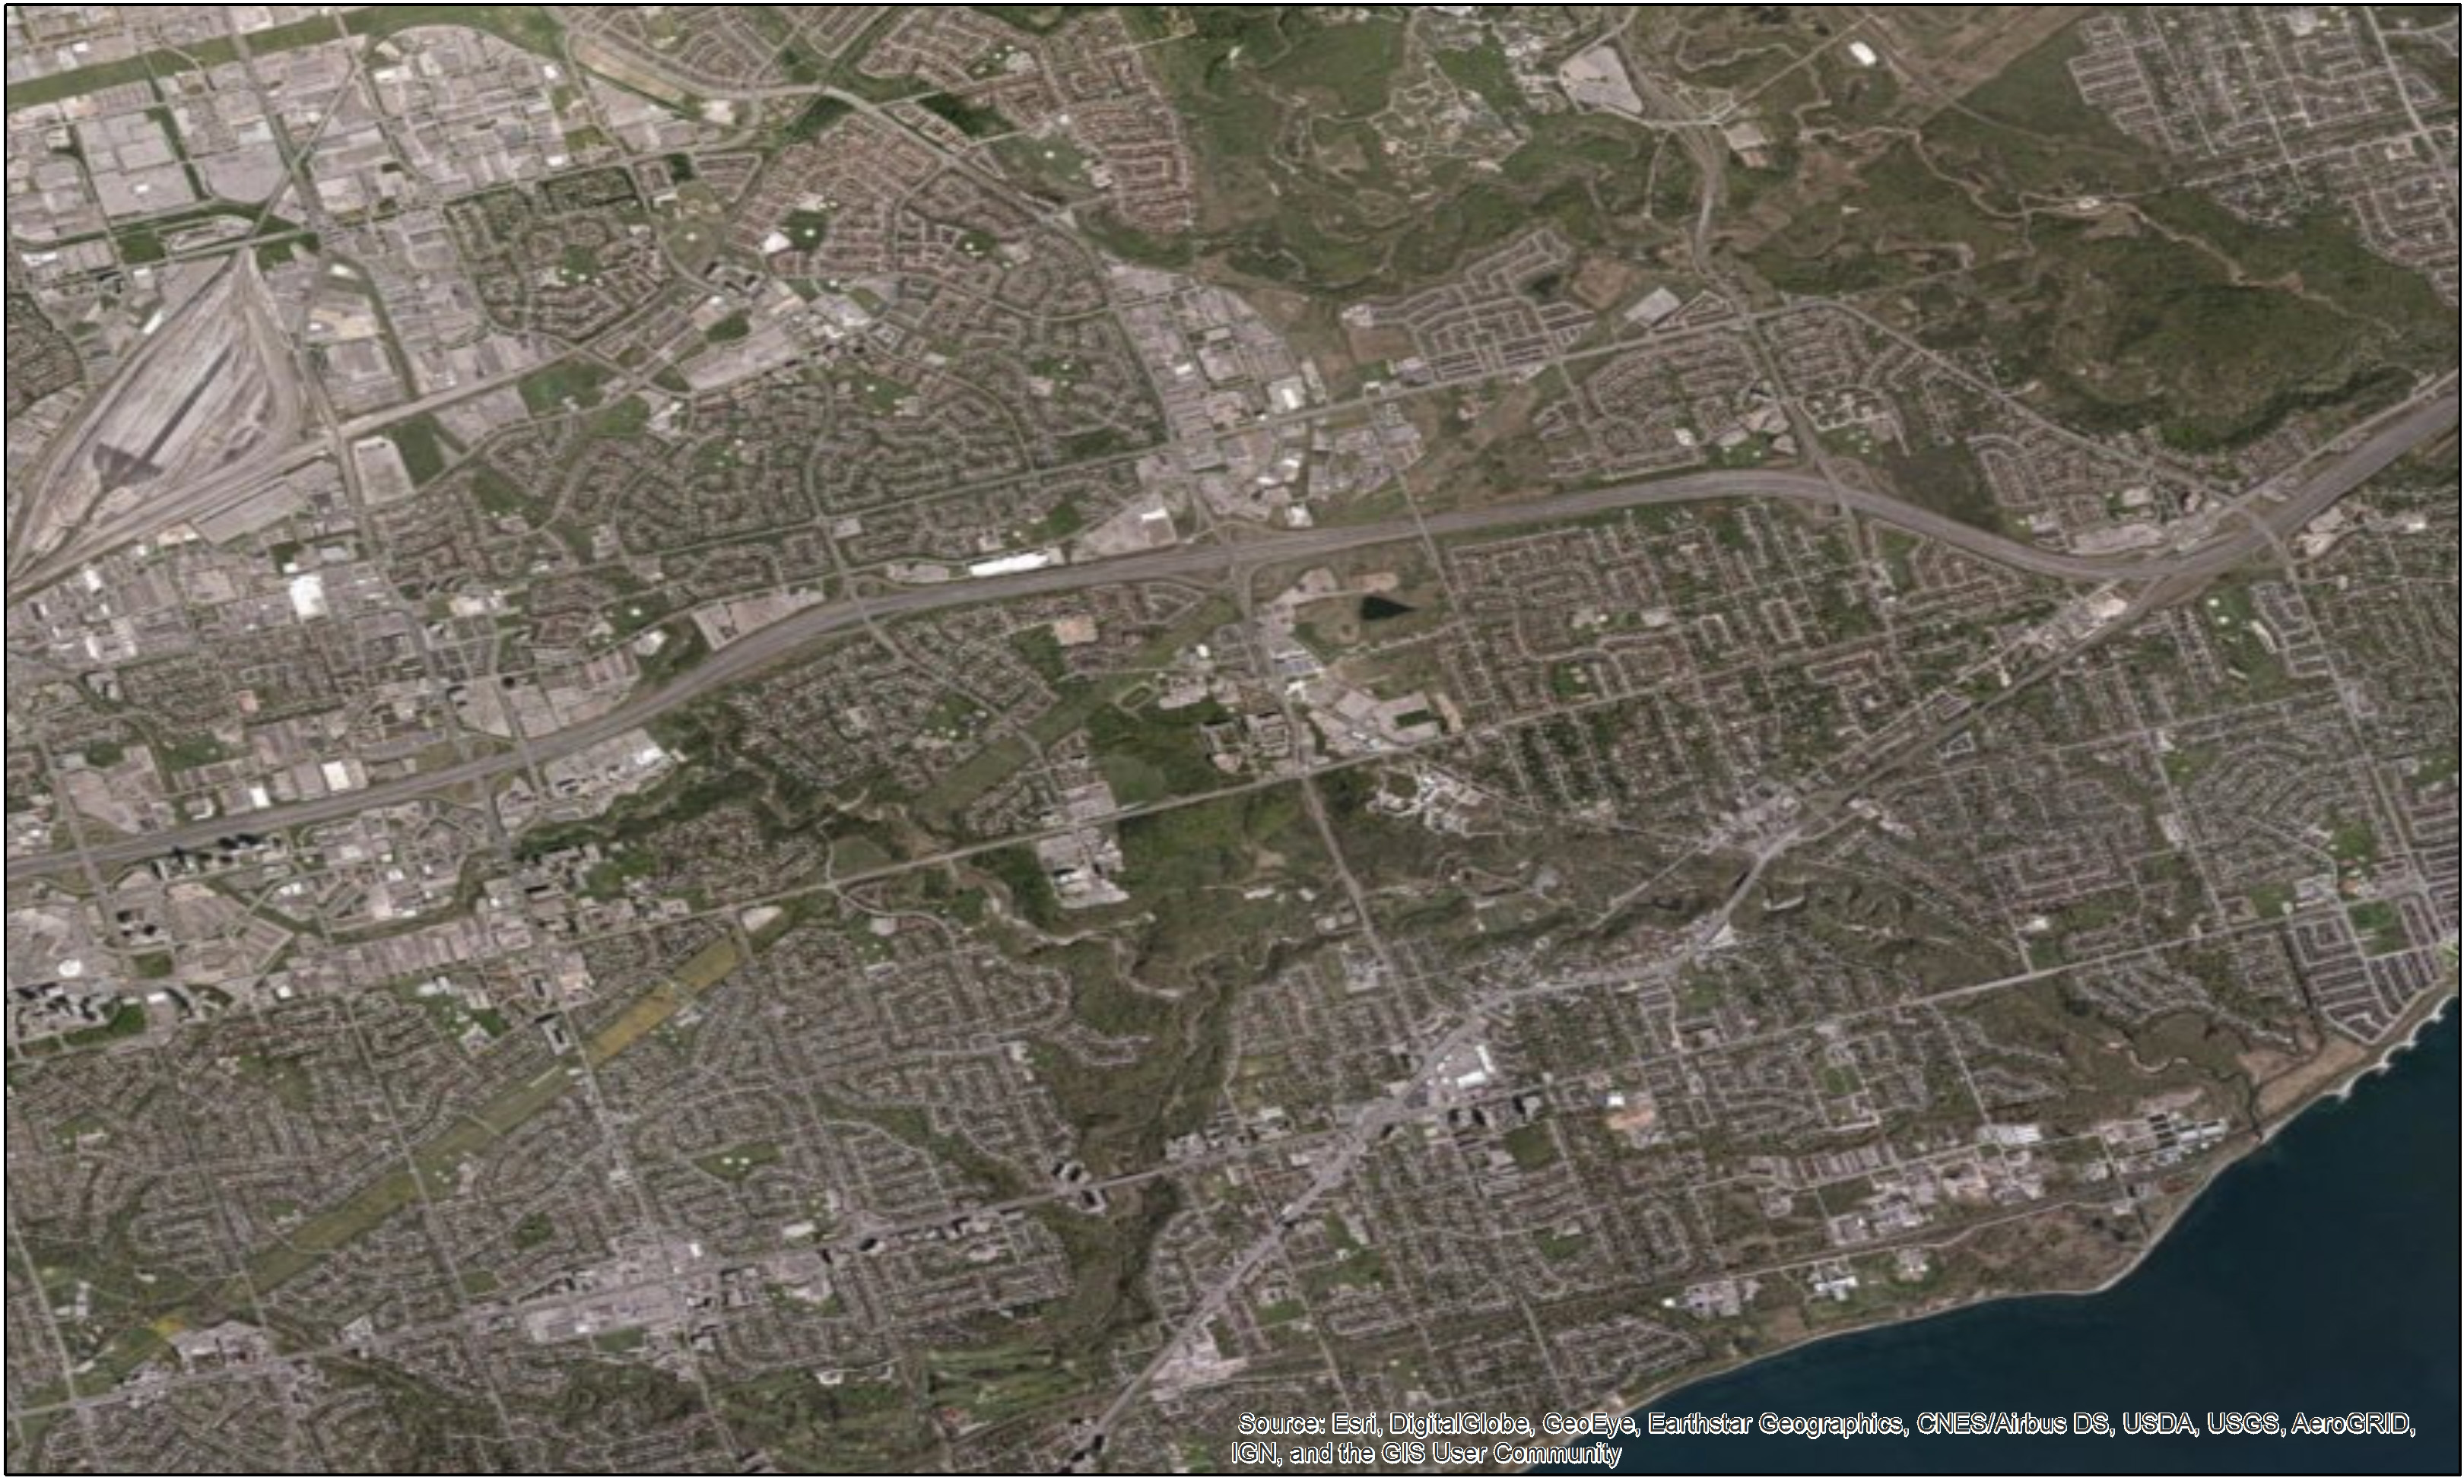 Source: Esri, DigitalGlobe, GeoEye, Earthstar Geographics, CNES/Airbus DS, USDA, USGS, AeroGRID,
IGN, and the GIS User Community